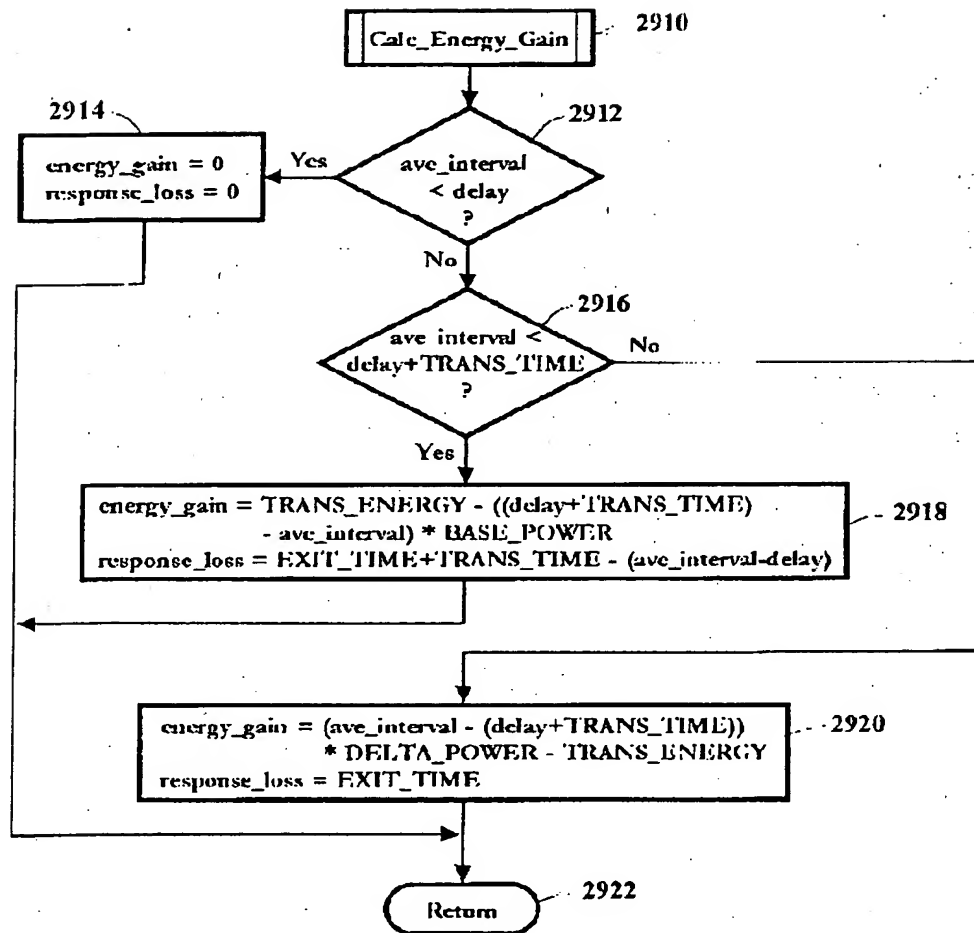 2910
Calc_Energy_Gain
2914
2912
energy_gain = 0
response_loss = 0
Yes
ave_interval
< delay
?
No
2916
ave interval <
delay+TRANS_TIME
?
No
Yes
energy_gain = TRANS_ENERGY - ((delay+TRANS_TIME)
- ave_interval) * BASE_POWER
response_loss = EXIT_TIME+TRANS_TIME - (ave_interval-delay)
2918
energy_gain = (ave_interval - (delay+TRANS_TIME))
* DELTA_POWER - TRANS_ENERGY
response_loss = EXIT_TIME
2920
Return
2922